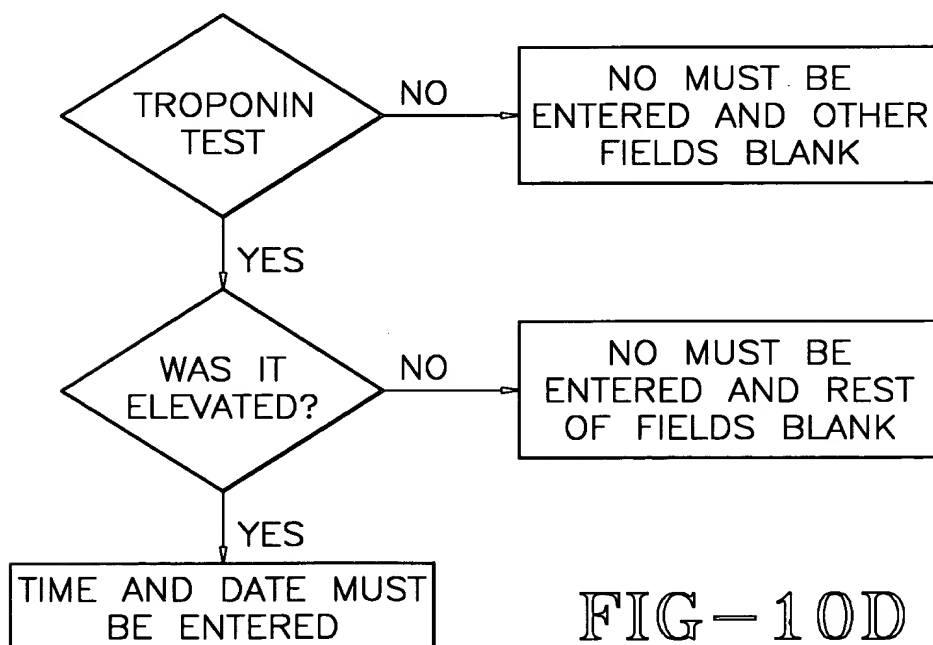 TROPONIN
TEST
NO
NO MUST BE
ENTERED AND OTHER
FIELDS BLANK
YES
WAS IT
ELEVATED?
NO
NO MUST BE
ENTERED AND REST
OF FIELDS BLANK
YES
TIME AND DATE MUST
BE ENTERED
FIG-10D